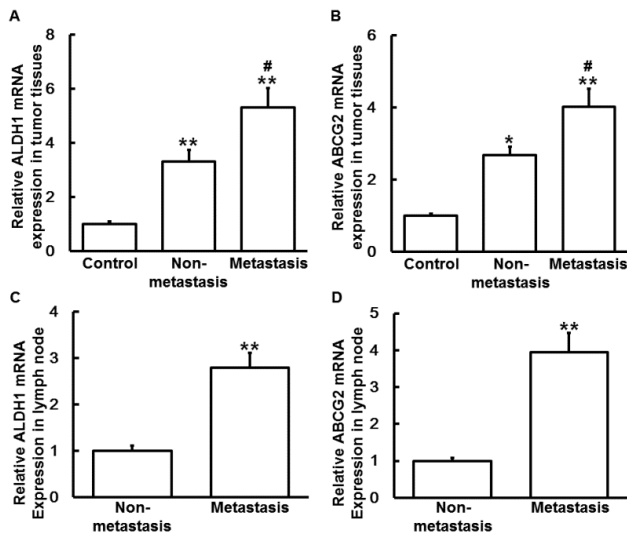 A
Relative ALDH1 mRNA
expression in tumor tissues
8
6
4
2
0
**
#
**
Control
Non-
metastasis
Metastasis
B
Relative ABCG2 mRNA
expression in tumor tissues
6
4
2
0
*
#
**
Control
Non-
metastasis
Metastasis
C
Relative ALDH1 mRNA
Expression in lymph node
4
3
2
1
0
**
Non-
metastasis
Metastasis
D
Relative ABCG2 mRNA
Expression in lymph node
5
4
3
2
1
0
**
Non-
metastasis
Metastasis